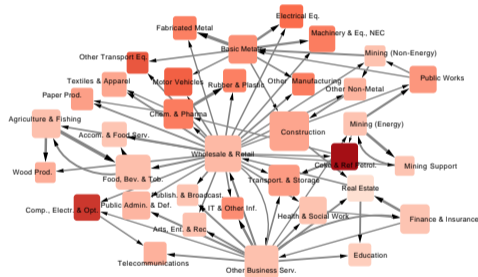 Electrical Eq.
Fabricated Metal
Machinery & Eq., NEC
Basic Metals
Mining (Non-Energy)
Other Transport Eq.
Public Works
Textiles & Apparel
Motor Vehicles
Rubber & Plastic
Other Manufacturing
Other Non-Metal
Paper Prod.
Chem. & Pharma
Agriculture & Fishing
Mining (Energy)
Accom. & Food Serv.
Construction
Wholesale & Retail
Wood Prod.
Coke & Ref. Petrol.
Mining Support
Food, Bev. & Tob.
Transport. & Storage
Real Estate
Publish. & Broadcast.
Comp., Electr. & Opt.
Public Admin. & Def.
IT & Other Inf.
Health & Social Work
Finance & Insurance
Arts, Ent. & Rec.
Telecommunications
Education
Other Business Serv.